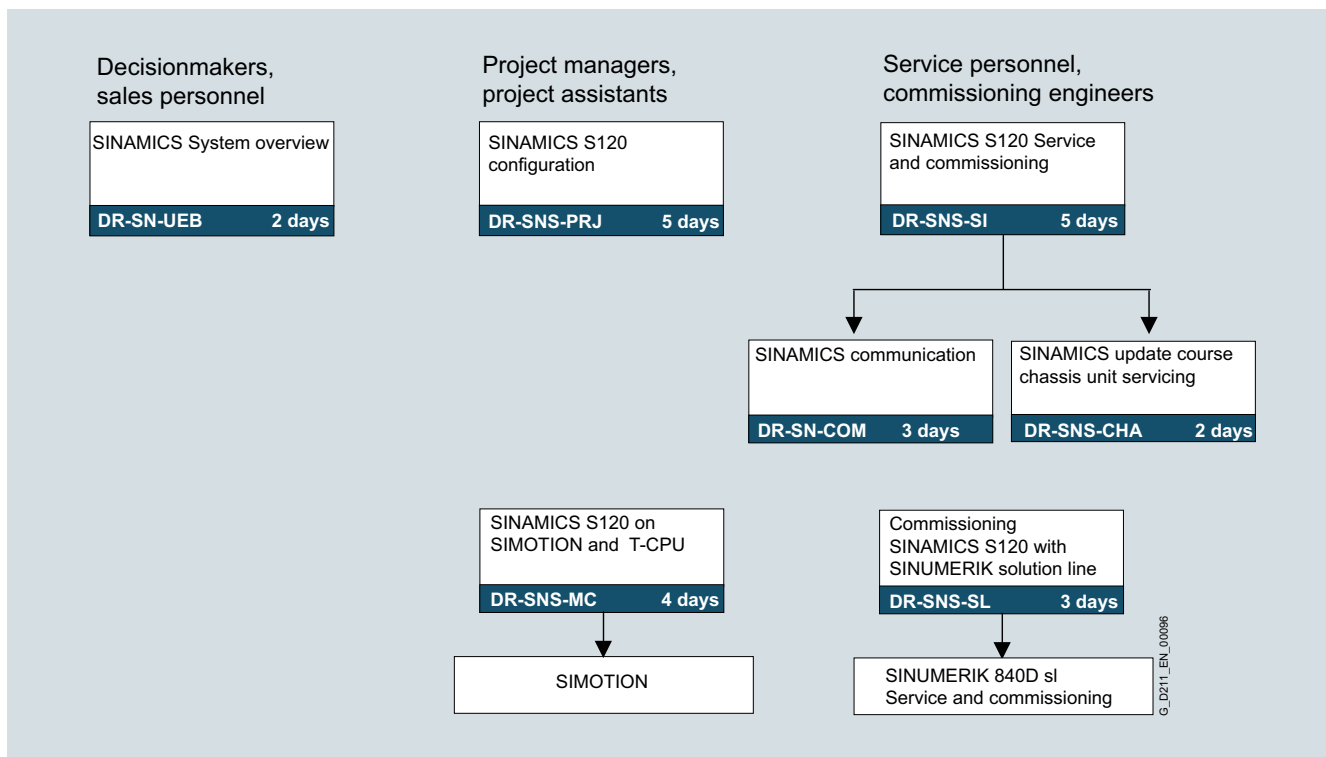 Decisionmakers,
sales personnel
Project managers,
project assistants
Service personnel,
commissioning engineers
SINAMICS System overview
DR-SN-UEB 2 days
SINAMICS S120
configuration
DR-SNS-PRJ 5 days
SINAMICS S120 Service
and commissioning
DR-SNS-SI 5 days
SINAMICS communication
DR-SN-COM 3 days
SINAMICS update course
chassis unit servicing
DR-SNS-CHA 2 days
SINAMICS S120 on
SIMOTION and T-CPU
DR-SNS-MC 4 days
Commissioning
SINAMICS S120 with
SINUMERIK solution line
DR-SNS-SL 3 days
SIMOTION
SINUMERIK 840D sl
Service and commissioning
G_D211_EN_00096